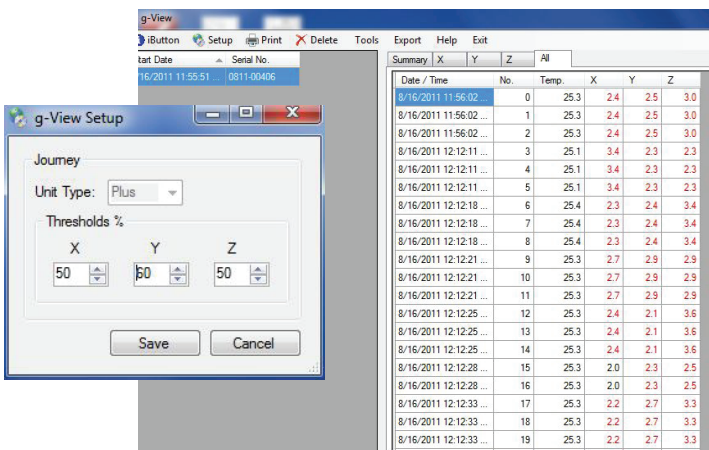 g-View
iButton Setup Print Delete Tools Export Help Exit
tart Date Serial No.
/16/2011 11:55:51 ... 0811-00406
Summary X Y Z All
Date / Time No. Temp. X Y Z
8/16/2011 11:56:02 ... 0 25.3 2.4 2.5 3.0
8/16/2011 11:56:02 ... 1 25.3 2.4 2.5 3.0
8/16/2011 11:56:02 ... 2 25.3 2.4 2.5 3.0
8/16/2011 12:12:11 ... 3 25.1 3.4 2.3 2.3
8/16/2011 12:12:11 ... 4 25.1 3.4 2.3 2.3
8/16/2011 12:12:11 ... 5 25.1 3.4 2.3 2.3
8/16/2011 12:12:18 ... 6 25.4 2.3 2.4 3.4
8/16/2011 12:12:18 ... 7 25.4 2.3 2.4 3.4
8/16/2011 12:12:18 ... 8 25.4 2.3 2.4 3.4
8/16/2011 12:12:21 ... 9 25.3 2.7 2.9 2.9
8/16/2011 12:12:21 ... 10 25.3 2.7 2.9 2.9
8/16/2011 12:12:21 ... 11 25.3 2.7 2.9 2.9
8/16/2011 12:12:25 ... 12 25.3 2.4 2.1 3.6
8/16/2011 12:12:25 ... 13 25.3 2.4 2.1 3.6
8/16/2011 12:12:25 ... 14 25.3 2.4 2.1 3.6
8/16/2011 12:12:28 ... 15 25.3 2.0 2.3 2.5
8/16/2011 12:12:28 ... 16 25.3 2.0 2.3 2.5
8/16/2011 12:12:33 ... 17 25.3 2.2 2.7 3.3
8/16/2011 12:12:33 ... 18 25.3 2.2 2.7 3.3
8/16/2011 12:12:33 ... 19 25.3 2.2 2.7 3.3
g-View Setup
Journey
Unit Type: Plus
Thresholds %
X Y Z
50 60 50
Save Cancel